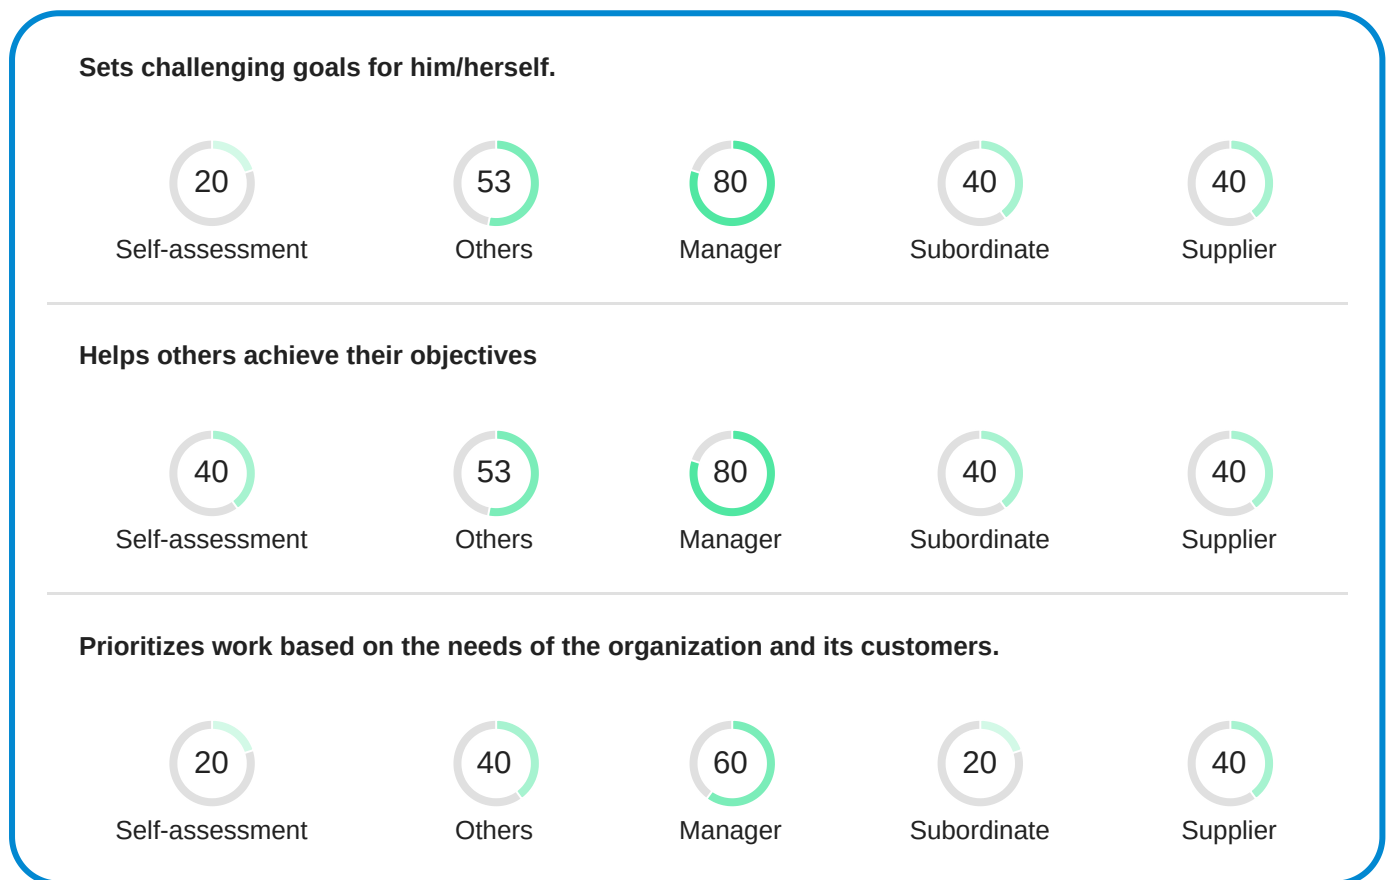 Sets challenging goals for him/herself.
20 53 80 40 40
Self-assessment Others Manager Subordinate Supplier
Helps others achieve their objectives
40 53 80 40 40
Self-assessment Others Manager Subordinate Supplier
Prioritizes work based on the needs of the organization and its customers.
20 40 60 20 40
Self-assessment Others Manager Subordinate Supplier